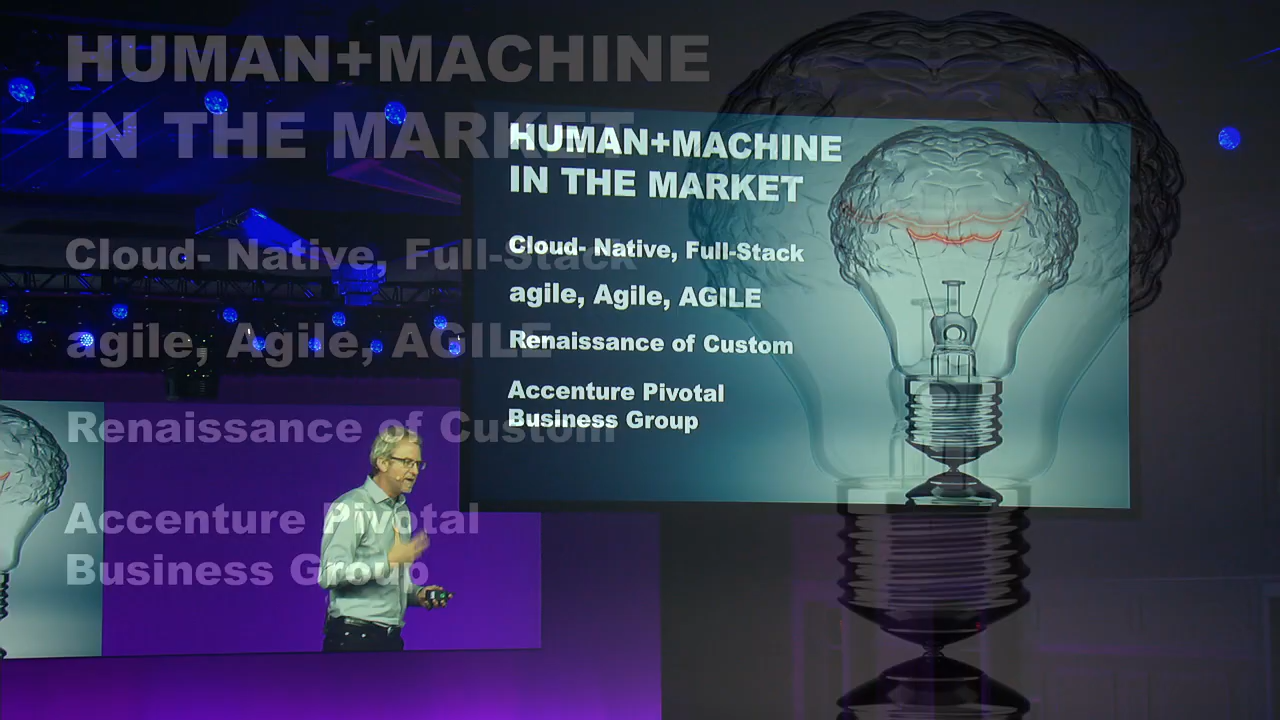 HUMAN+MACHINE
IN THE MARKET
Cloud- Native, Full-Stack
agile, Agile, AGILE
Renaissance of Custom
Accenture Pivotal
Business Group
HUMAN+MACHINE
IN THE MARKET
Cloud- Native, Full-Stack
agile, Agile, AGILE
Renaissance of Custom
Accenture Pivotal
Business Group